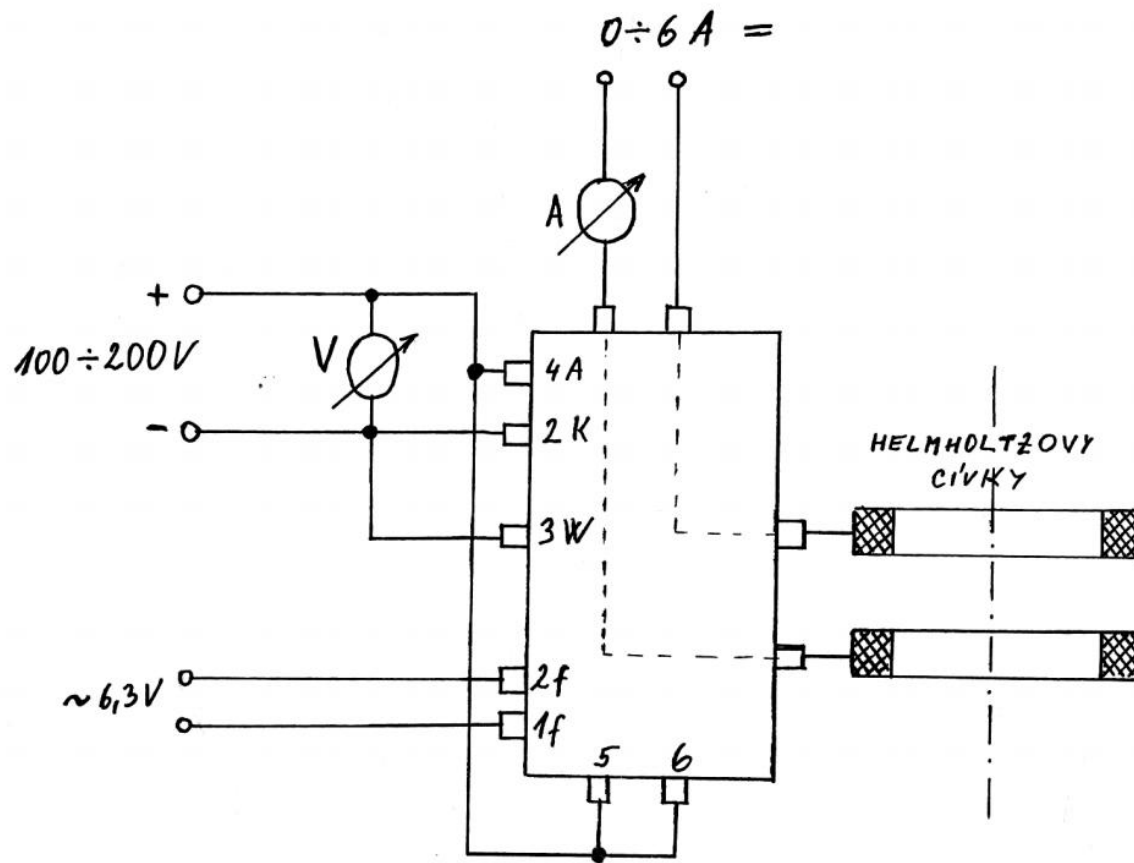 0÷6 A =
A
+
100÷200V
V
-
4A
2K
3W
HELMHOLTZOVY
CÍVKY
~6,3V
2f
1f
5 6